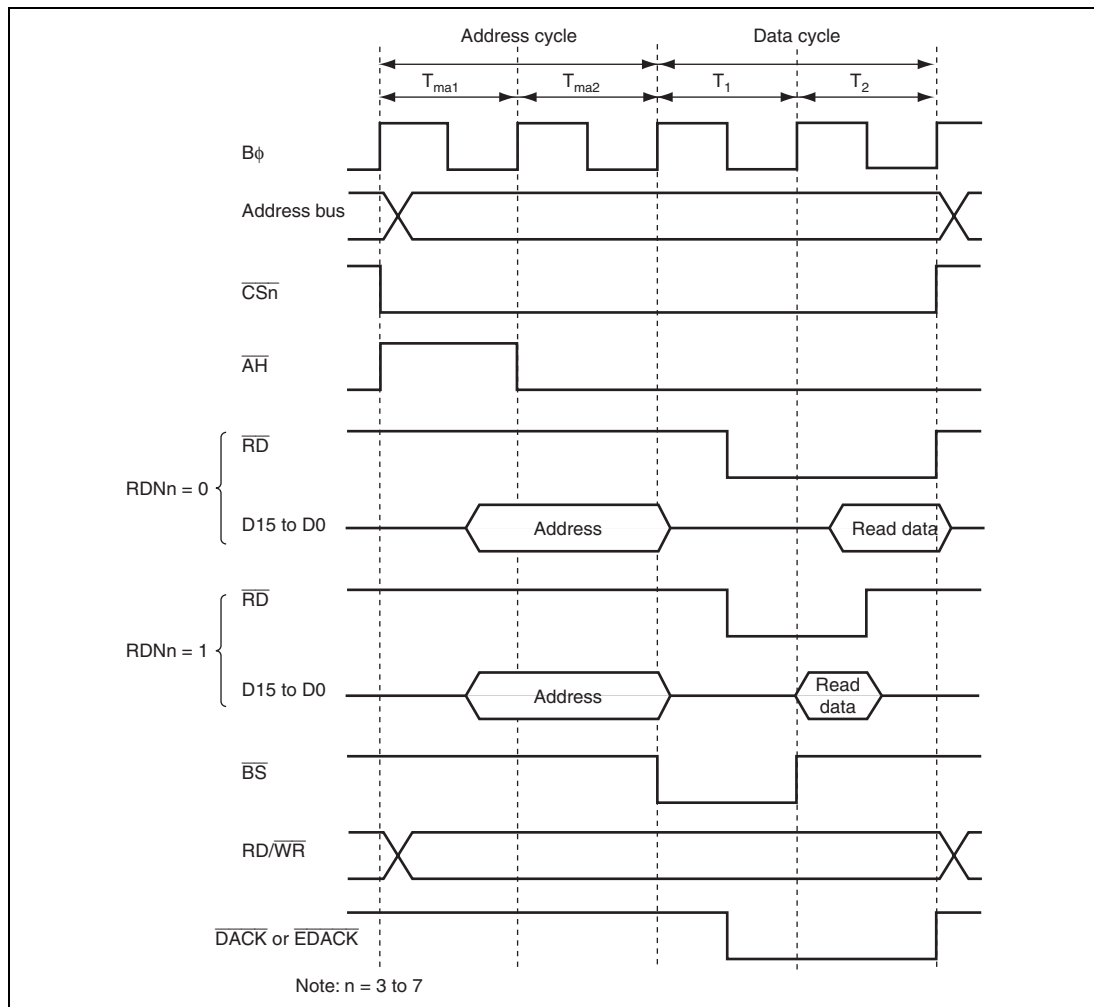 Address cycle Data cycle
Tma1 Tma2 T1 T2
Bφ
Address bus
CSn
AH
RD
RDNn = 0
D15 to D0 Address Read data
RD
RDNn = 1
D15 to D0 Address Read
data
BS
RD/WR
DACK or EDACK
Note: n = 3 to 7